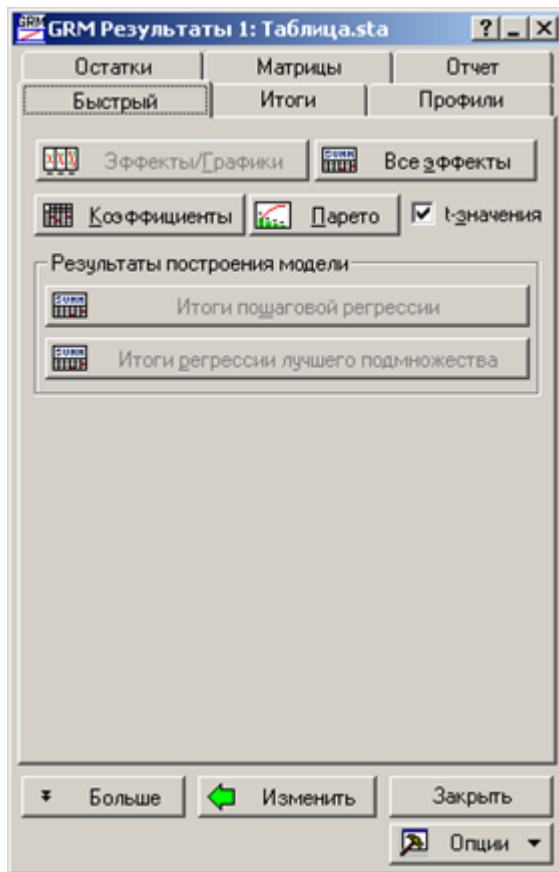 GRM Результаты 1: Таблица.sta
Остатки Матрицы Отчет
Быстрый Итоги Профили
Эффекты/Графики Все эффекты
Коэффициенты Парето t-значения
Результаты построения модели
Итоги пошаговой регрессии
Итоги регрессии лучшего подмножества
Больше Изменить Закрыть
Опции